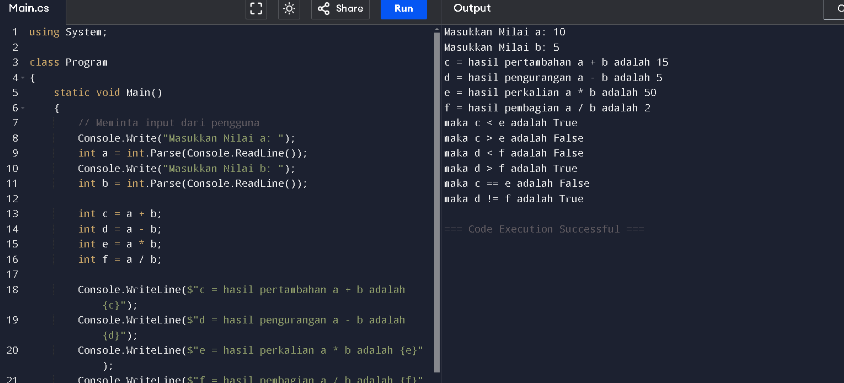 Main.cs
Share
Run
Output
1 using System;
2
3 class Program
4 {
5 static void Main()
6 {
7 // Meminta input dari pengguna
8 Console.Write("Masukkan Nilai a: ");
9 int a = int.Parse(Console.ReadLine());
10 Console.Write("Masukkan Nilai b: ");
11 int b = int.Parse(Console.ReadLine());
12
13 int c = a + b;
14 int d = a - b;
15 int e = a * b;
16 int f = a / b;
17
18 Console.WriteLine($"c = hasil pertambahan a + b adalah
{c}");
19 Console.WriteLine($"d = hasil pengurangan a - b adalah
{d}");
20 Console.WriteLine($"e = hasil perkalian a * b adalah {e}"
);
21 Console.WriteLine($"f = hasil pembagian a / b adalah {f}"
Masukkan Nilai a: 10
Masukkan Nilai b: 5
c = hasil pertambahan a + b adalah 15
d = hasil pengurangan a - b adalah 5
e = hasil perkalian a * b adalah 50
f = hasil pembagian a / b adalah 2
maka c < e adalah True
maka c > e adalah False
maka d < f adalah False
maka d > f adalah True
maka c == e adalah False
maka d != f adalah True
=== Code Execution Successful ===